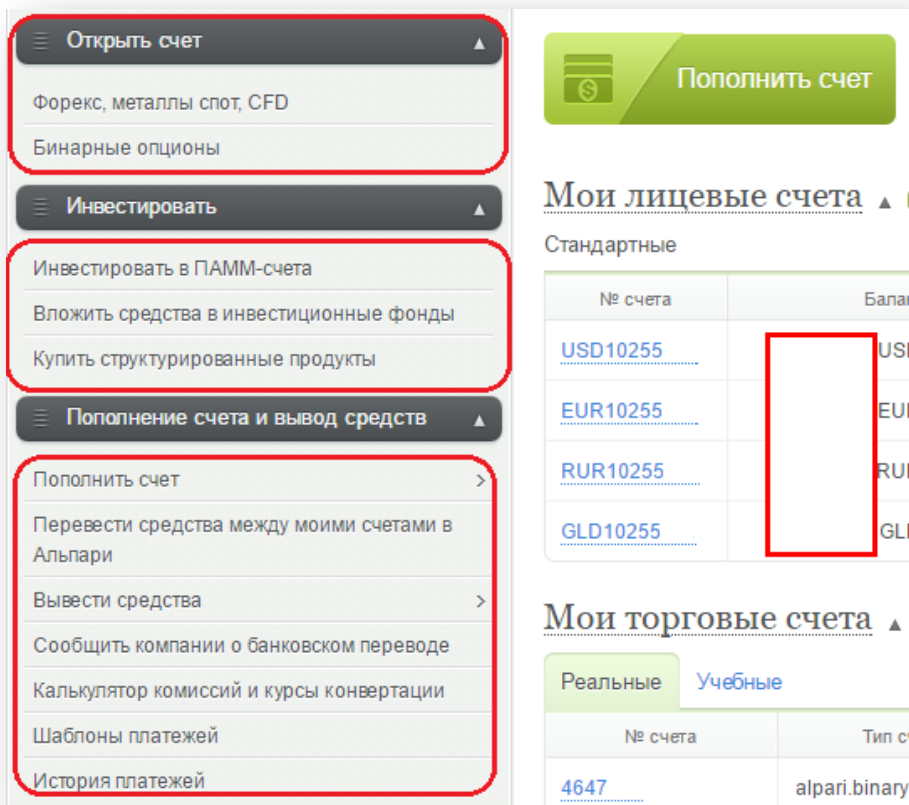 Открыть счет
Форекс, металлы спот, CFD
Бинарные опционы
Инвестировать
Инвестировать в ПАММ-счета
Вложить средства в инвестиционные фонды
Купить структурированные продукты
Пополнение счета и вывод средств
Пополнить счет
Перевести средства между моими счетами в
Альпари
Вывести средства
Сообщить компании о банковском переводе
Калькулятор комиссий и курсы конвертации
Шаблоны платежей
История платежей
Пополнить счет
Мои лицевые счета
Стандартные
№ счета
USD10255
EUR10255
RUR10255
GLD10255
Мои торговые счета
Реальные Учебные
№ счета Тип
4647 alpari.binary